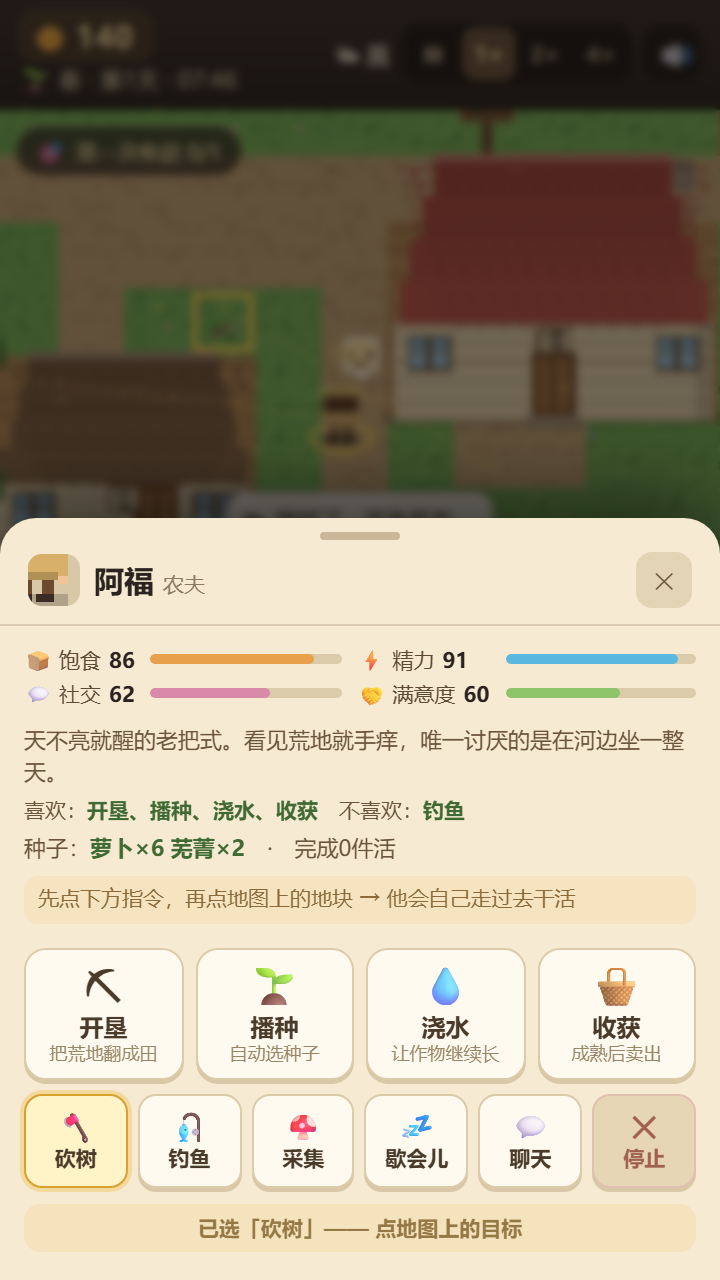 140
阿福 农夫
饱食 86 精力 91
社交 62 满意度 60
天不亮就醒的老把式。看见荒地就手痒，唯一讨厌的是在河边坐一整
天。
喜欢：开垦、播种、浇水、收获 不喜欢：钓鱼
种子：萝卜×6 芜菁×2 · 完成0件活
先点下方指令，再点地图上的地块 → 他会自己走过去干活
开垦 播种 浇水 收获
把荒地翻成田 自动选种子 让作物继续长 成熟后卖出
砍树 钓鱼 采集 歇会儿 聊天 停止
已选「砍树」—— 点地图上的目标